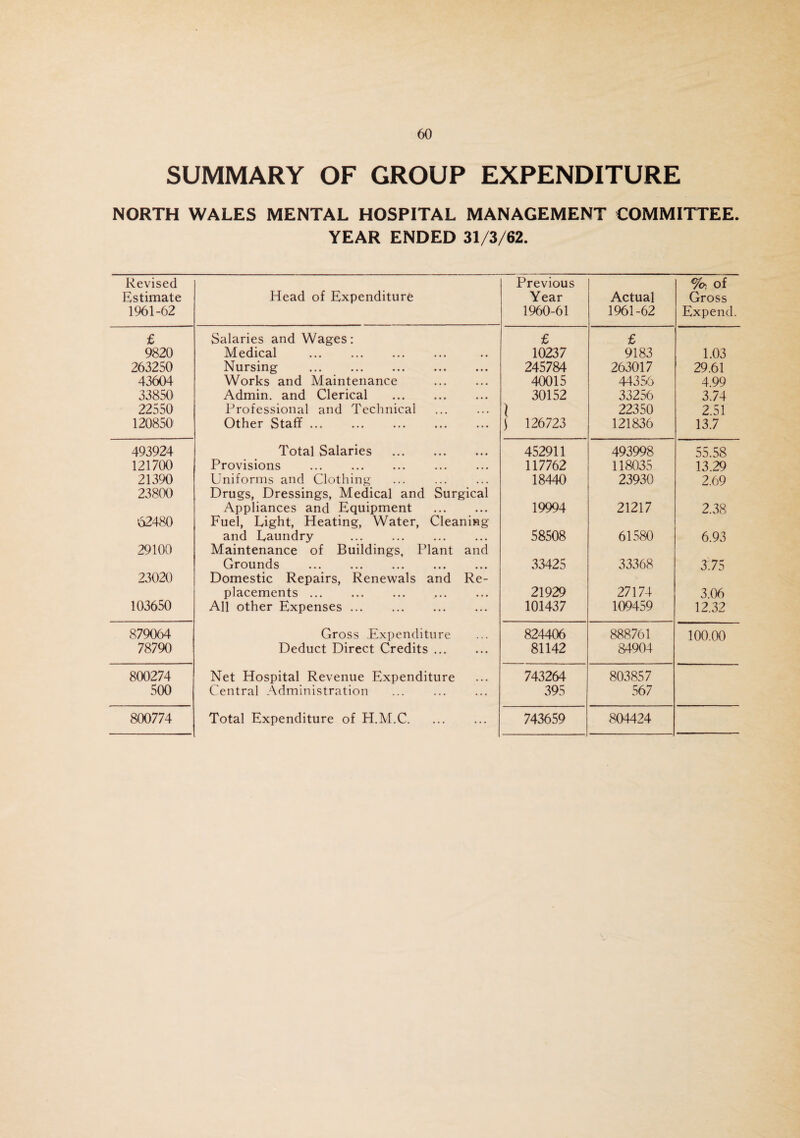 60
SUMMARY OF GROUP EXPENDITURE
NORTH WALES MENTAL HOSPITAL MANAGEMENT COMMITTEE.
YEAR ENDED 31/3/62.
Revised Estimate 1961-62 | Head of Expenditure | Previous Year 1960-61 | Actual 1961-62 | % of Gross Expend.
£ Salaries and Wages: £ £
9820 Medical ... ... ... ... .. 10237 9183 1.03
263250 Nursing ... ... ... ... ... 245784 263017 29.61
43604 Works and Maintenance ... ... 40015 44356 4.99
33850 Admin. and Clerical ... ... ... 30152 33256 3.74
22550 Professional and Technical ... ... } 22350 2.51
120850 Other Staff ... ... ... ... ... } 126723 121836 13.7
493924 Total Salaries ... ... ... 452911 493998 55.58
121700 Provisions ... ... ... ... ... 117762 118035 13.29
21390 Uniforms and Clothing ... ... ... 18440 23930 2.69
23800 Drugs, Dressings, Medical and Surgical
Appliances and Equipment ... ... 19994 21217 2.38
62480 Fuel, Light, Heating, Water, Cleaning
and Laundry ... ... ... ... 58508 61580 6.93
29100 Maintenance of Buildings, Plant and
Grounds ... ... ... ... ... 33425 33368 3.75
23020 Domestic Repairs, Renewals and Re-
placements ... ... ... ... ... 21929 27174 3.06
103650 All other Expenses ... ... ... ... 101437 109459 12.32
879064 Gross Expenditure ... 824406 888761 100.00
78790 Deduct Direct Credits ... ... 81142 84904
800274 Net Hospital Revenue Expenditure ... 743264 803857
500 Central Administration ... ... ... 395 567
800774 Total Expenditure of H.M.C. ... ... 743659 804424